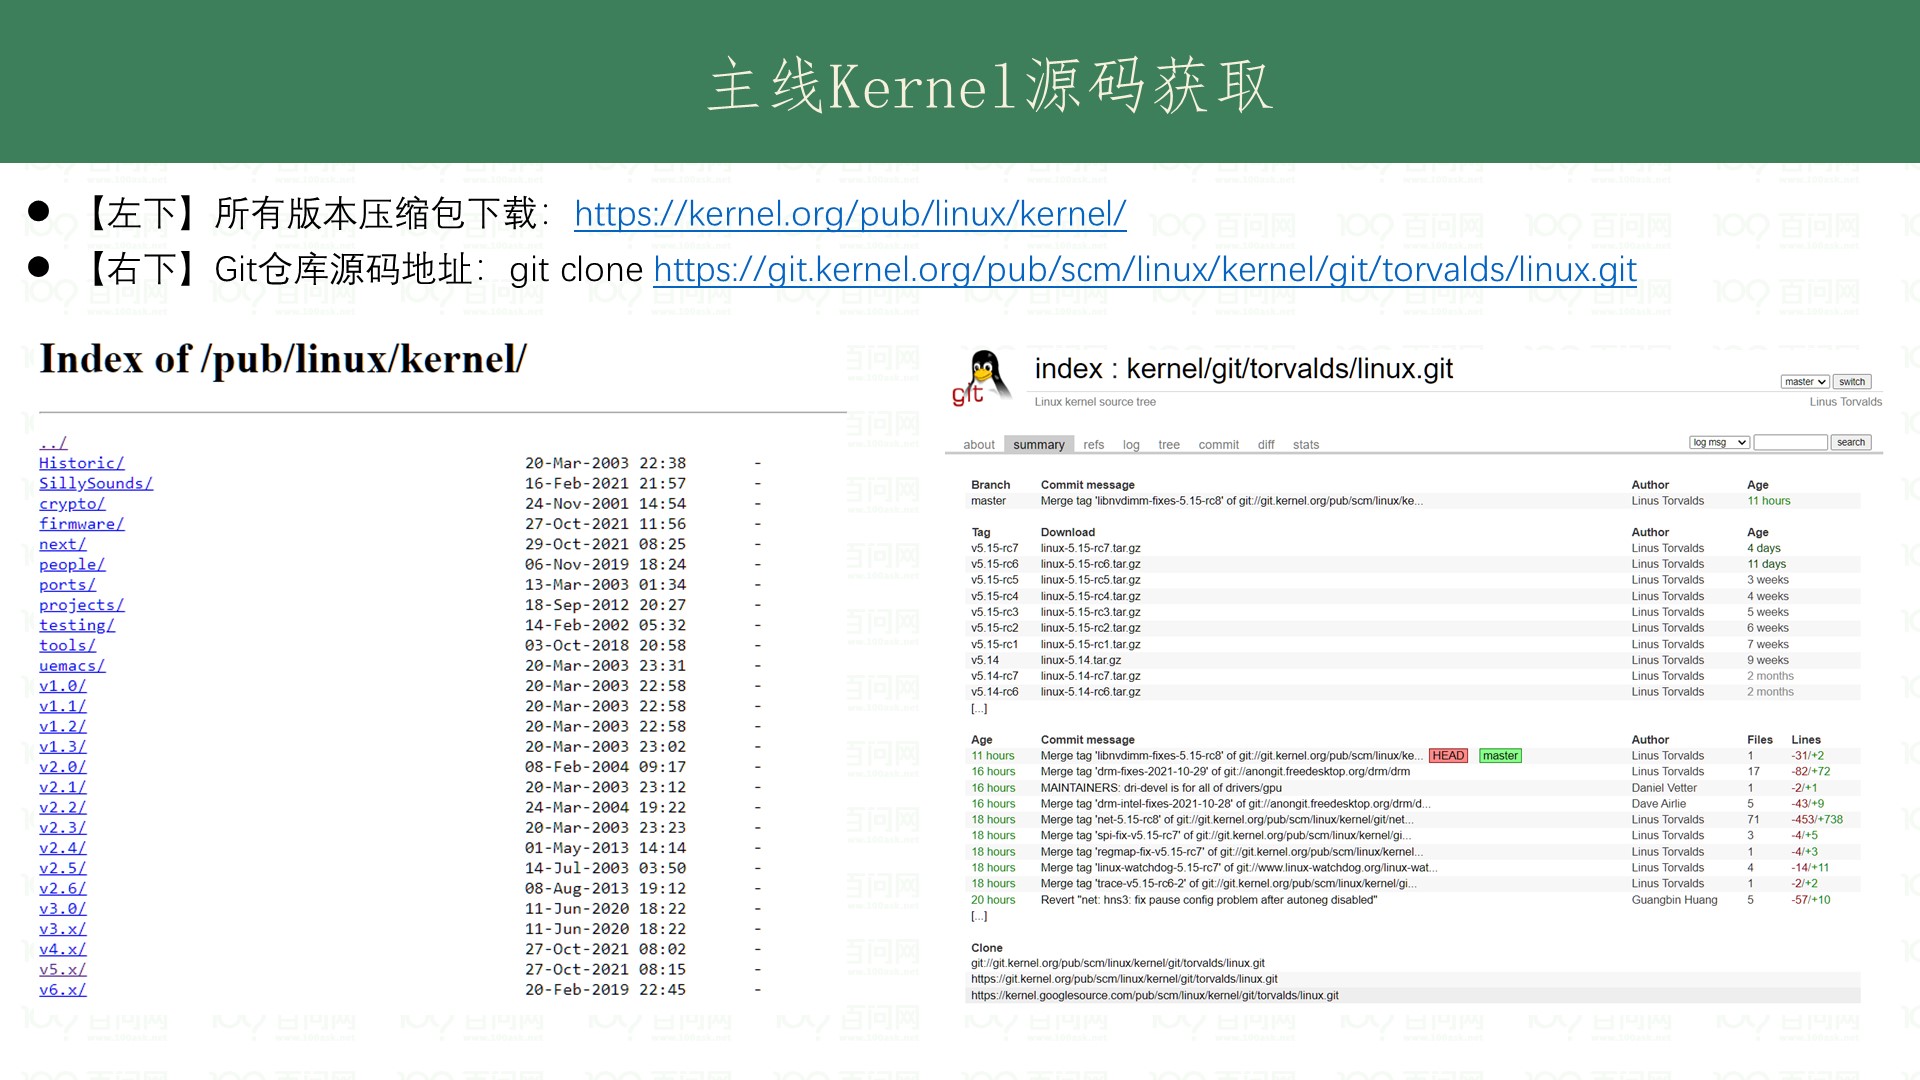 主线Kernel源码获取
● 【左下】所有版本压缩包下载：https://kernel.org/pub/linux/kernel/
● 【右下】Git仓库源码地址：git clone https://git.kernel.org/pub/scm/linux/kernel/git/torvalds/linux.git
Index of /pub/linux/kernel/
../
Historic/ 20-Mar-2003 22:38 -
SillySounds/ 16-Feb-2021 21:57 -
crypto/ 24-Nov-2001 14:54 -
firmware/ 27-Oct-2021 11:56 -
next/ 29-Oct-2021 08:25 -
people/ 06-Nov-2019 18:24 -
ports/ 13-Mar-2003 01:34 -
projects/ 18-Sep-2012 20:27 -
testing/ 14-Feb-2002 05:32 -
tools/ 03-Oct-2018 20:58 -
uemacs/ 20-Mar-2003 23:31 -
v1.0/ 20-Mar-2003 22:58 -
v1.1/ 20-Mar-2003 22:58 -
v1.2/ 20-Mar-2003 22:58 -
v1.3/ 20-Mar-2003 23:02 -
v2.0/ 08-Feb-2004 09:17 -
v2.1/ 20-Mar-2003 23:12 -
v2.2/ 24-Mar-2004 19:22 -
v2.3/ 20-Mar-2003 23:23 -
v2.4/ 01-May-2013 14:14 -
v2.5/ 14-Jul-2003 03:50 -
v2.6/ 08-Aug-2013 19:12 -
v3.0/ 11-Jun-2020 18:22 -
v3.x/ 11-Jun-2020 18:22 -
v4.x/ 27-Oct-2021 08:02 -
v5.x/ 27-Oct-2021 08:15 -
v6.x/ 20-Feb-2019 22:45 -
git
index : kernel/git/torvalds/linux.git
master switch
Linux kernel source tree Linus Torvalds
about summary refs log tree commit diff stats log msg search
Branch Commit message Author Age
master Merge tag 'libnvdimm-fixes-5.15-rc8' of git://git.kernel.org/pub/scm/linux/ke... Linus Torvalds 11 hours
Tag Download Author Age
v5.15-rc7 linux-5.15-rc7.tar.gz Linus Torvalds 4 days
v5.15-rc6 linux-5.15-rc6.tar.gz Linus Torvalds 11 days
v5.15-rc5 linux-5.15-rc5.tar.gz Linus Torvalds 3 weeks
v5.15-rc4 linux-5.15-rc4.tar.gz Linus Torvalds 4 weeks
v5.15-rc3 linux-5.15-rc3.tar.gz Linus Torvalds 5 weeks
v5.15-rc2 linux-5.15-rc2.tar.gz Linus Torvalds 6 weeks
v5.15-rc1 linux-5.15-rc1.tar.gz Linus Torvalds 7 weeks
v5.14 linux-5.14.tar.gz Linus Torvalds 9 weeks
v5.14-rc7 linux-5.14-rc7.tar.gz Linus Torvalds 2 months
v5.14-rc6 linux-5.14-rc6.tar.gz Linus Torvalds 2 months
[...]
Age Commit message Author Files Lines
11 hours Merge tag 'libnvdimm-fixes-5.15-rc8' of git://git.kernel.org/pub/scm/linux/ke... HEAD master Linus Torvalds 1 -31/+2
16 hours Merge tag 'drm-fixes-2021-10-29' of git://anongit.freedesktop.org/drm/drm Linus Torvalds 17 -82/+72
16 hours MAINTAINERS: dri-devel is for all of drivers/gpu Daniel Vetter 1 -2/+1
16 hours Merge tag 'drm-intel-fixes-2021-10-28' of git://anongit.freedesktop.org/drm/d... Dave Airlie 5 -43/+9
18 hours Merge tag 'net-5.15-rc8' of git://git.kernel.org/pub/scm/linux/kernel/git/net... Linus Torvalds 71 -453/+738
18 hours Merge tag 'spi-fix-v5.15-rc7' of git://git.kernel.org/pub/scm/linux/kernel/gi... Linus Torvalds 3 -4/+5
18 hours Merge tag 'regmap-fix-v5.15-rc7' of git://git.kernel.org/pub/scm/linux/kernel... Linus Torvalds 1 -4/+3
18 hours Merge tag 'linux-watchdog-5.15-rc7' of git://www.linux-watchdog.org/linux-wat... Linus Torvalds 4 -14/+11
18 hours Merge tag 'trace-v5.15-rc6-2' of git://git.kernel.org/pub/scm/linux/kernel/gi... Linus Torvalds 1 -2/+2
20 hours Revert "net: hns3: fix pause config problem after autoneg disabled" Guangbin Huang 5 -57/+10
[...]
Clone
git://git.kernel.org/pub/scm/linux/kernel/git/torvalds/linux.git
https://git.kernel.org/pub/scm/linux/kernel/git/torvalds/linux.git
https://kernel.googlesource.com/pub/scm/linux/kernel/git/torvalds/linux.git